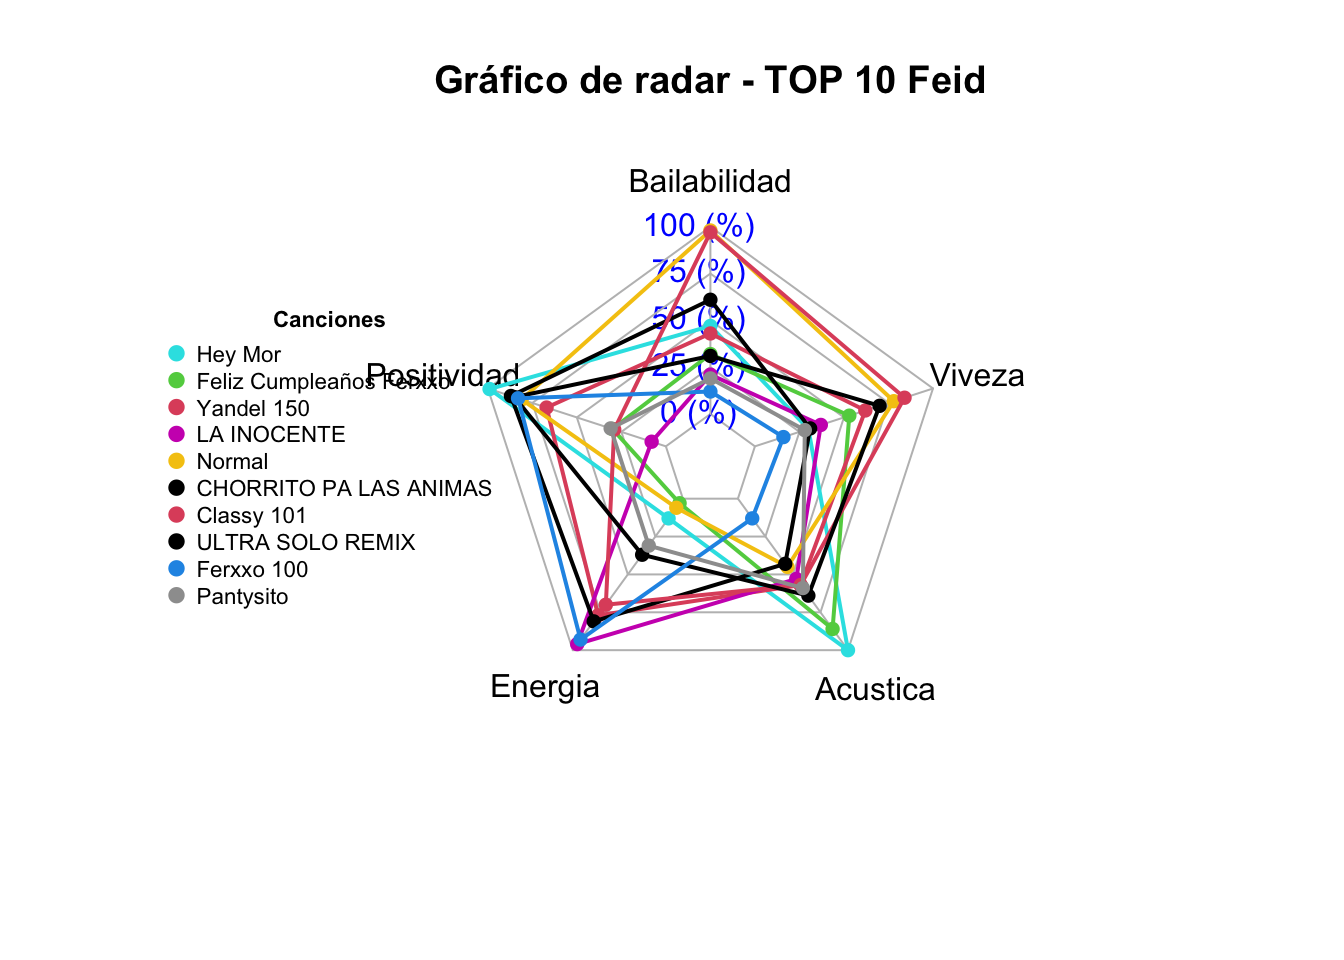 Gráfico de radar - TOP 10 Feid
Bailabilidad
100 (%)
75 (%)
50 (%)
25 (%)
0 (%)
Positividad
Viveza
Energia
Acustica
Canciones
Hey Mor
Feliz Cumpleaños Ferxxo
Yandel 150
LA INOCENTE
Normal
CHORRITO PA LAS ANIMAS
Classy 101
ULTRA SOLO REMIX
Ferxxo 100
Pantysito